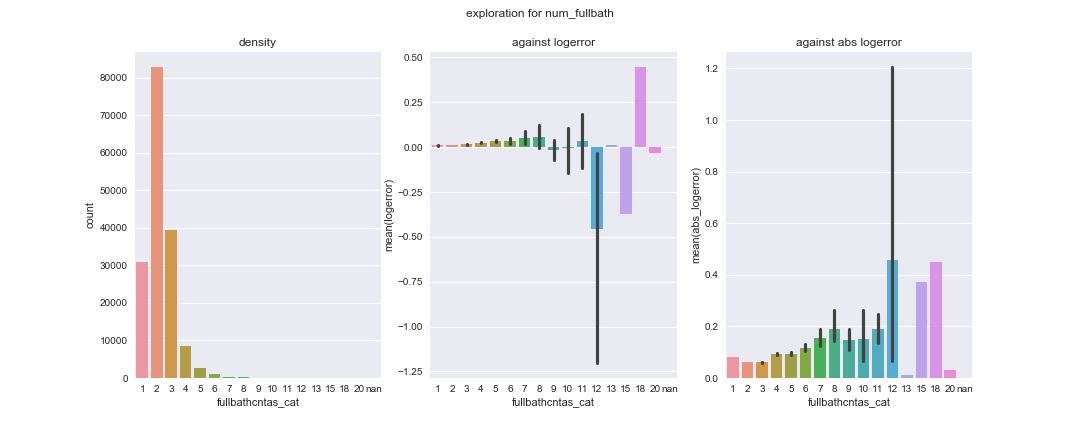 exploration for num_fullbath
density
count
80000
70000
60000
50000
40000
30000
20000
10000
0
1 2 3 4 5 6 7 8 9 10 11 12 13 15 18 20 nan
fullbathcntas_cat
against logerror
mean(logerror)
0.50
0.25
0.00
−0.25
−0.50
−0.75
−1.00
−1.25
1 2 3 4 5 6 7 8 9 10 11 12 13 15 18 20 nan
fullbathcntas_cat
against abs logerror
mean(abs_logerror)
1.2
1.0
0.8
0.6
0.4
0.2
0.0
1 2 3 4 5 6 7 8 9 10 11 12 13 15 18 20 nan
fullbathcntas_cat